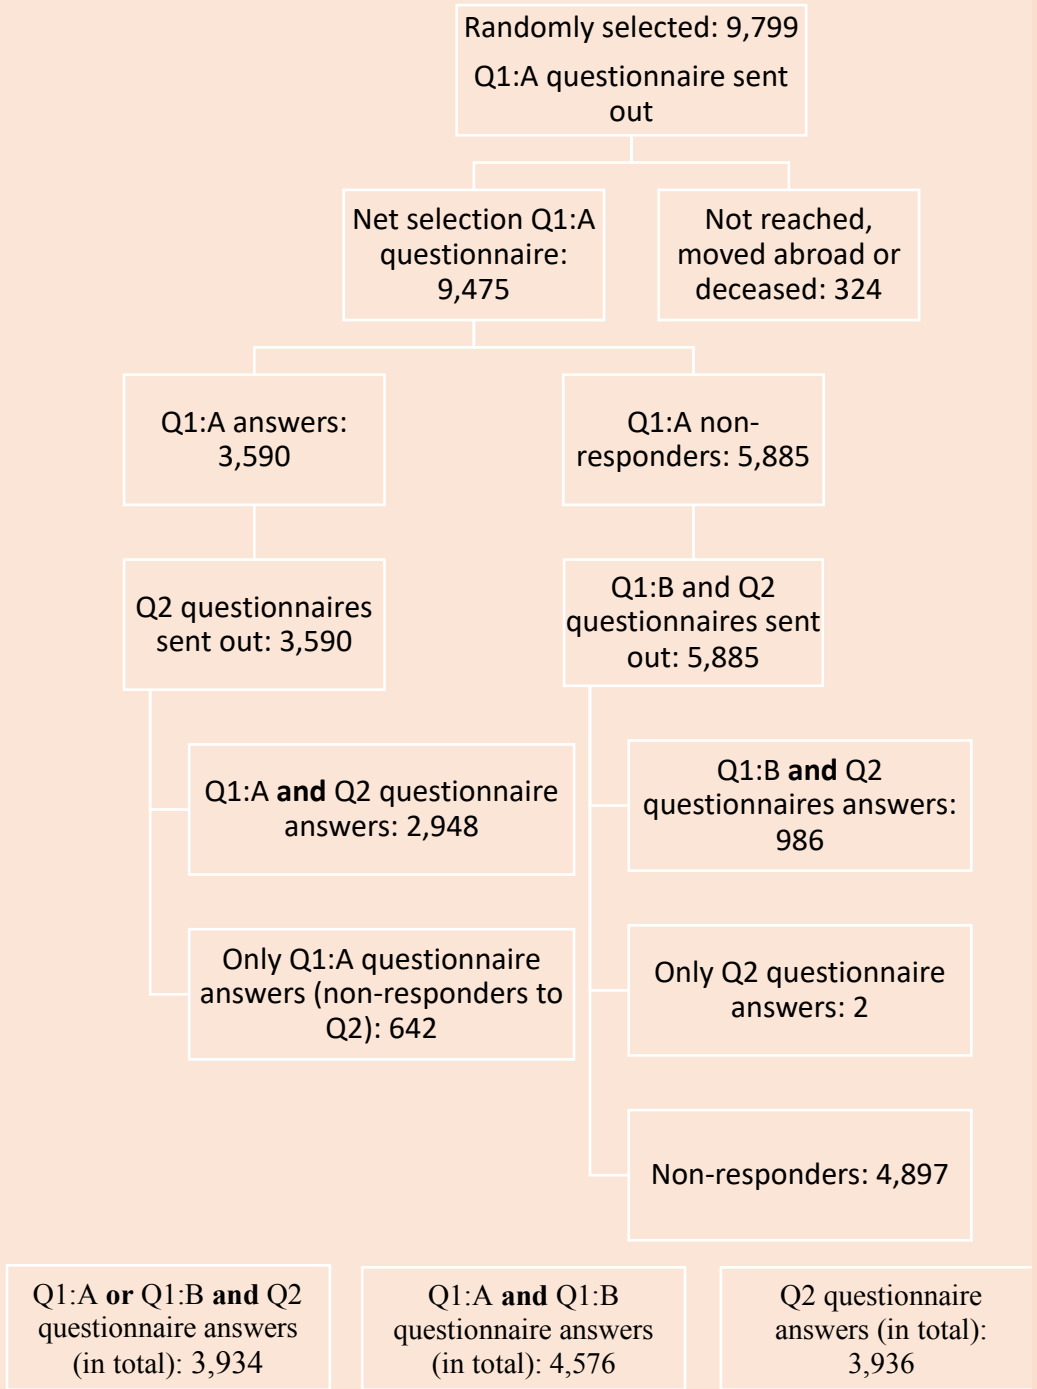 Randomly selected: 9,799
Q1:A questionnaire sent
out
Net selection Q1:A
questionnaire:
9,475
Not reached,
moved abroad or
deceased: 324
Q1:A answers:
3,590
Q1:A non-
responders: 5,885
Q2 questionnaires
sent out: 3,590
Q1:B and Q2
questionnaires sent
out: 5,885
Q1:A and Q2 questionnaire
answers: 2,948
Only Q1:A questionnaire
answers (non-responders to
Q2): 642
Q1:B and Q2
questionnaires answers:
986
Only Q2 questionnaire
answers: 2
Non-responders: 4,897
Q1:A or Q1:B and Q2
questionnaire answers
(in total): 3,934
Q1:A and Q1:B
questionnaire answers
(in total): 4,576
Q2 questionnaire
answers (in total):
3,936